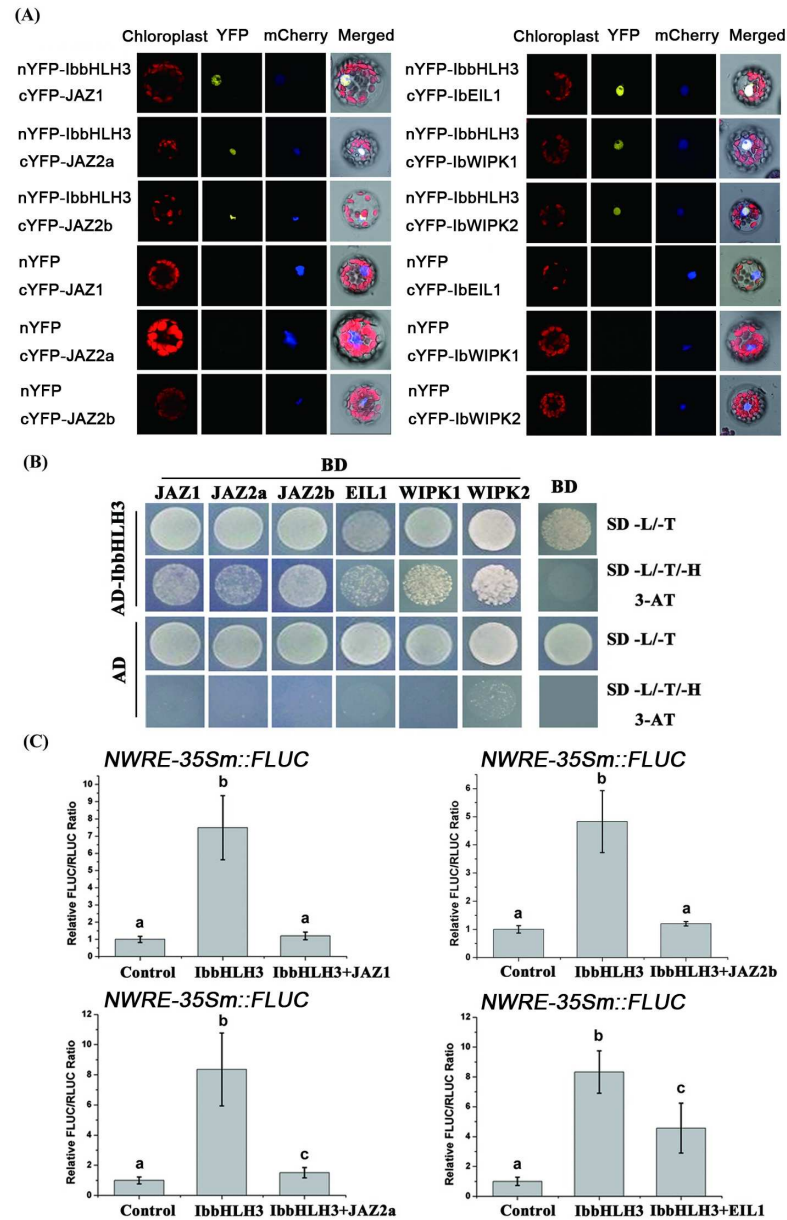 (A)
Chloroplast YFP mCherry Merged
nYFP-IbbHLH3
cYFP-JAZ1
nYFP-IbbHLH3
cYFP-JAZ2a
nYFP-IbbHLH3
cYFP-JAZ2b
nYFP
cYFP-JAZ1
nYFP
cYFP-JAZ2a
nYFP
cYFP-JAZ2b
Chloroplast YFP mCherry Merged
nYFP-IbbHLH3
cYFP-IbEIL1
nYFP-IbbHLH3
cYFP-IbWIPK1
nYFP-IbbHLH3
cYFP-IbWIPK2
nYFP
cYFP-IbEIL1
nYFP
cYFP-IbWIPK1
nYFP
cYFP-IbWIPK2
(B)
BD
JAZ1 JAZ2a JAZ2b EIL1 WIPK1 WIPK2 BD
AD-IbbHLH3
SD -L/-T
SD -L/-T/-H
3-AT
AD
SD -L/-T
SD -L/-T/-H
3-AT
(C)
NWRE-35Sm::FLUC
Relative FLUC/RLUC Ratio
10
9
8
7
6
5
4
3
2
1
0
a
b
a
Control IbbHLH3 IbbHLH3+JAZ1
NWRE-35Sm::FLUC
Relative FLUC/RLUC Ratio
6
5
4
3
2
1
0
a
b
a
Control IbbHLH3 IbbHLH3+JAZ2b
NWRE-35Sm::FLUC
Relative FLUC/RLUC Ratio
12
10
8
6
4
2
0
a
b
c
Control IbbHLH3 IbbHLH3+JAZ2a
NWRE-35Sm::FLUC
Relative FLUC/RLUC Ratio
12
10
8
6
4
2
0
a
b
c
Control IbbHLH3 IbbHLH3+EIL1